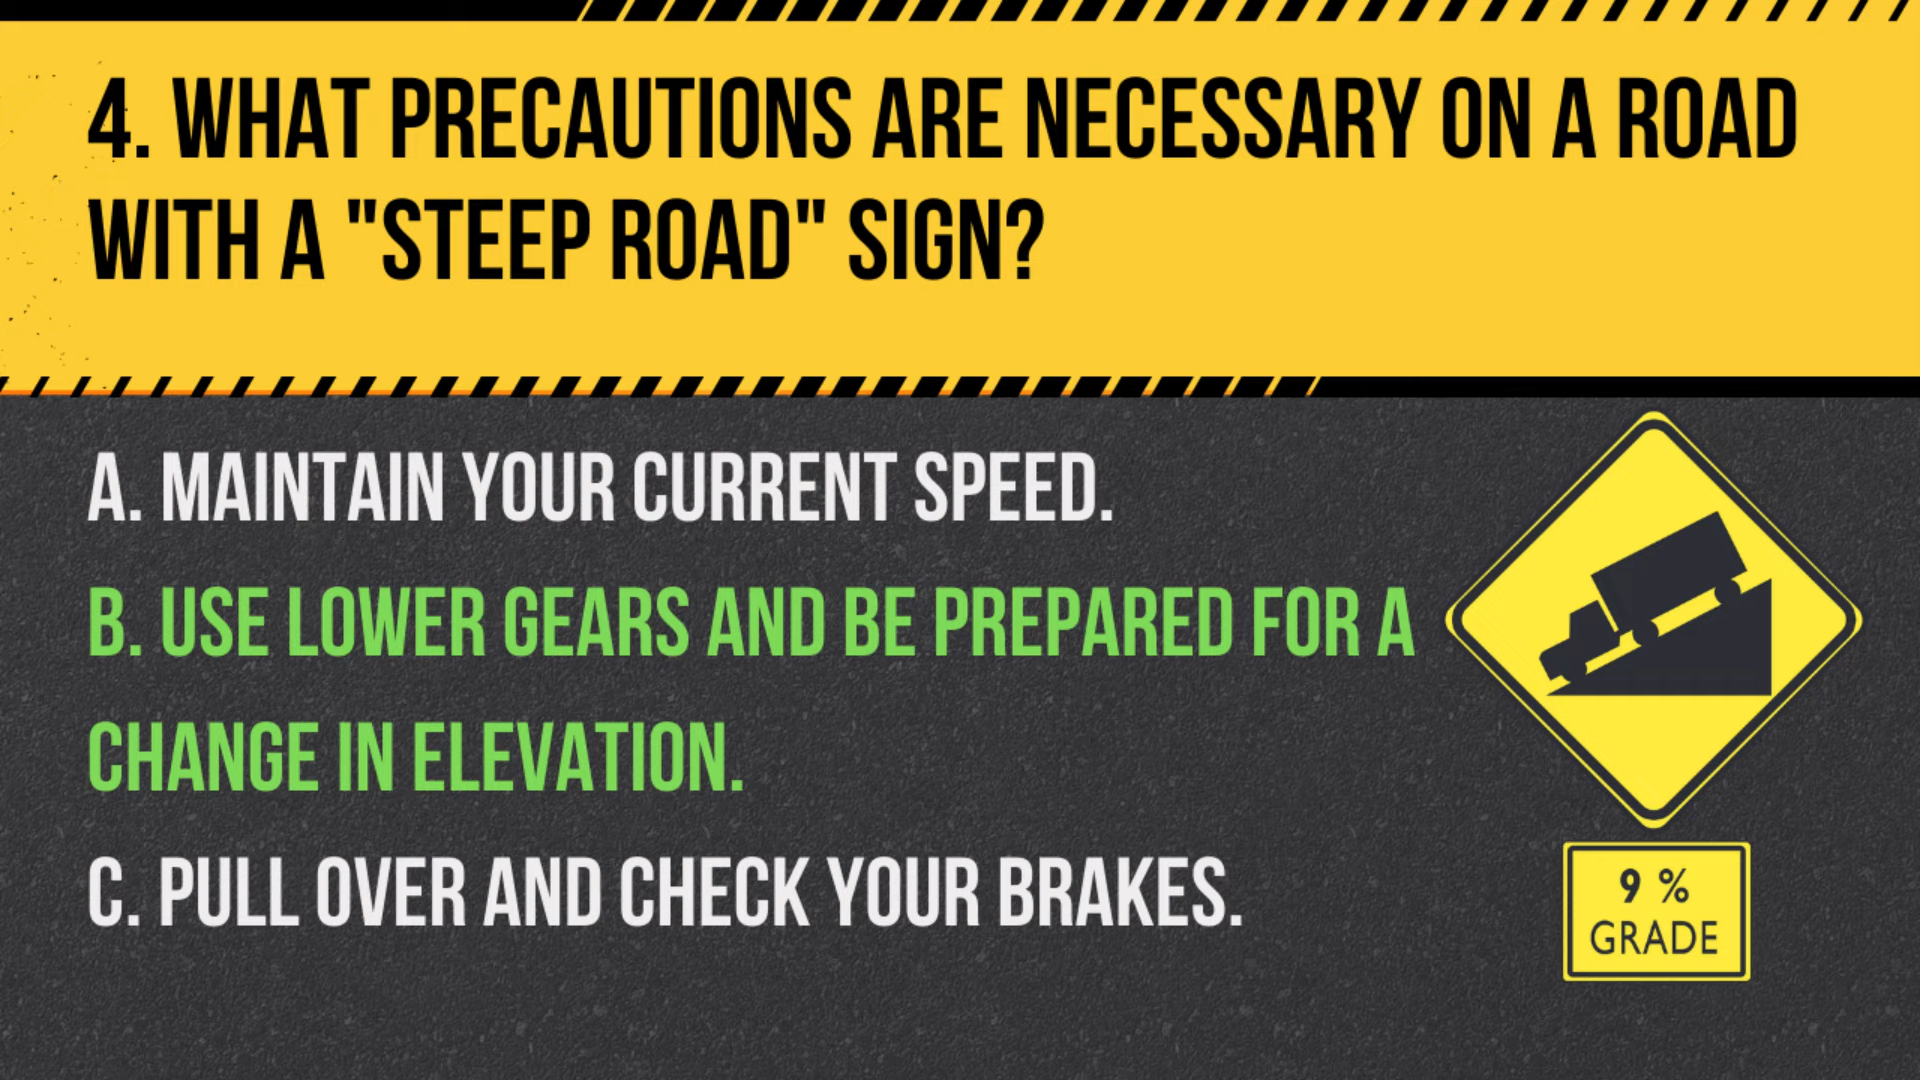 4. WHAT PRECAUTIONS ARE NECESSARY ON A ROAD
WITH A "STEEP ROAD" SIGN?
A. MAINTAIN YOUR CURRENT SPEED.
B. USE LOWER GEARS AND BE PREPARED FOR A
CHANGE IN ELEVATION.
C. PULL OVER AND CHECK YOUR BRAKES.
9 %
GRADE